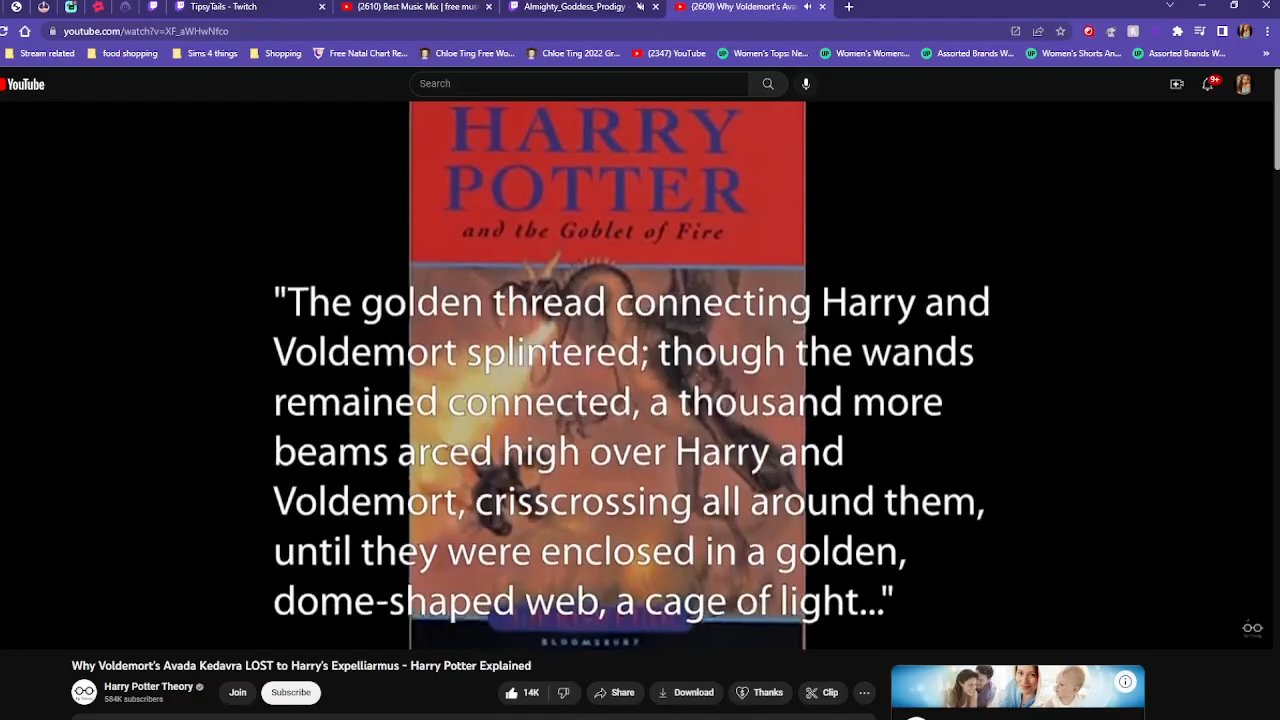 TipsyTails - Twitch
(2610) Best Music Mix | free mus
Almighty_Goddess_Prodigy -
(2609) Why Voldemort's Ava
youtube.com/watch?v=XF_aWHwNfco
Stream related
food shopping
Sims 4 things
Shopping
Free Natal Chart Re...
Chloe Ting Free Wo...
Chloe Ting 2022 Gr...
(2347) YouTube
Women's Tops: Ne...
Women's Women...
Assorted Brands W...
Women's Shorts An...
Assorted Brands W...
YouTube
Search
9+
HARRY
POTTER
and the Goblet of Fire
"The golden thread connecting Harry and
Voldemort splintered; though the wands
remained connected, a thousand more
beams arced high over Harry and
Voldemort, crisscrossing all around them,
until they were enclosed in a golden,
dome-shaped web, a cage of light..."
BLOOMSBURY
Why Voldemort's Avada Kedavra LOST to Harry's Expelliarmus - Harry Potter Explained
Harry Potter Theory
584K subscribers
Join
Subscribe
14K
Share
Download
Thanks
Clip